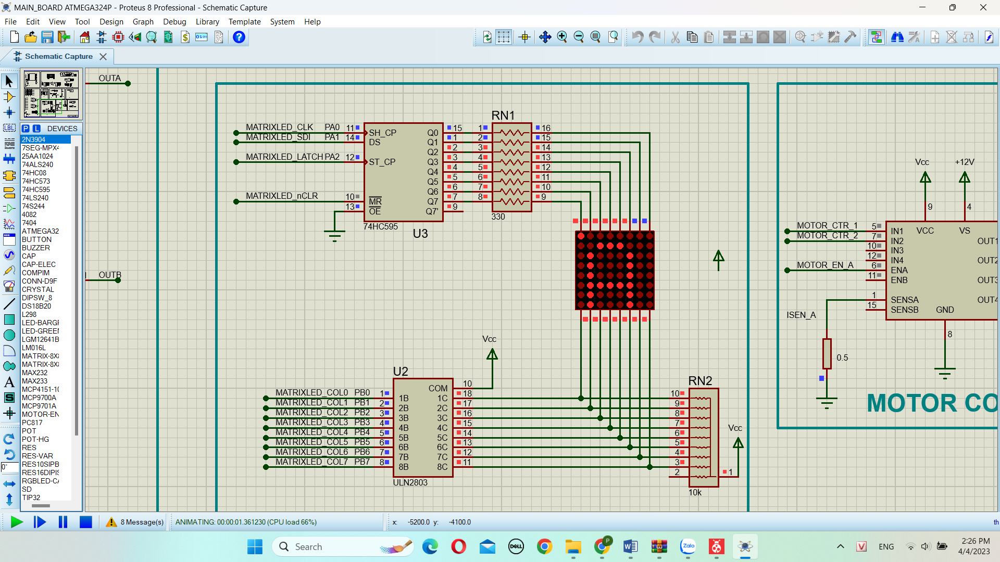 MAIN_BOARD ATMEGA324P - Proteus 8 Professional - Schematic Capture
File Edit View Tool Design Graph Debug Library Template System Help
Schematic Capture
P L DEVICES
2N3904
7SEG-MPX4
25AA1024
74ALS240
74HC08
74HC573
74HC595
74LS240
74S244
4082
7404
ATMEGA32
BUTTON
BUZZER
CAP
CAP-ELEC
COMPIM
CONN-D9F
CRYSTAL
DIPSW_8
DS18B20
L298
LED-BARGR
LED-GREEN
LGM12641B
LM016L
MATRIX-8X8
MATRIX-8X8
MAX232
MAX233
MCP4151-10
MCP9700A
MCP9701A
MOTOR-EN
PC817
POT
POT-HG
RES
RES-VAR
RES10SIPB
RES16DIPIS
RGBLED-CA
SD
TIP32
LBL
A
S
0°
OUTA
OUTB
RN1
MATRIXLED_CLK PA0 11 SH_CP Q0 15 1 16
MATRIXLED_SDI PA1 14 DS Q1 1 2 15
Q2 2 3 14
MATRIXLED_LATCH PA2 12 ST_CP Q3 3 4 13
Q4 4 5 12
Q5 5 6 11
Q6 6 7 10
MATRIXLED_nCLR 10 MR Q7 7 8 9
13 OE Q7' 9
330
74HC595
U3
Vcc
U2
COM 10
MATRIXLED_COL0 PB0 1 1B 1C 18
MATRIXLED_COL1 PB1 2 2B 2C 17
MATRIXLED_COL2 PB2 3 3B 3C 16
MATRIXLED_COL3 PB3 4 4B 4C 15
MATRIXLED_COL4 PB4 5 5B 5C 14
MATRIXLED_COL5 PB5 6 6B 6C 13
MATRIXLED_COL6 PB6 7 7B 7C 12
MATRIXLED_COL7 PB7 8 8B 8C 11
ULN2803
RN2
10
9
8
7
6
5
4
3
2 1
10k
Vcc
Vcc +12V
9 4
VCC VS
MOTOR_CTR_1 5 IN1 OUT1
MOTOR_CTR_2 7 IN2
10 IN3
12 IN4 OUT2
MOTOR_EN_A 6 ENA
11 ENB OUT3
1 SENSA OUT4
15 SENSB GND
ISEN_A
8
0.5
MOTOR CO
8 Message(s) ANIMATING: 00:00:01.361230 (CPU load 66%) x: -5200.0 y: -4100.0 th
Search
DELL
Zalo
P
V
ENG
2:26 PM
4/4/2023